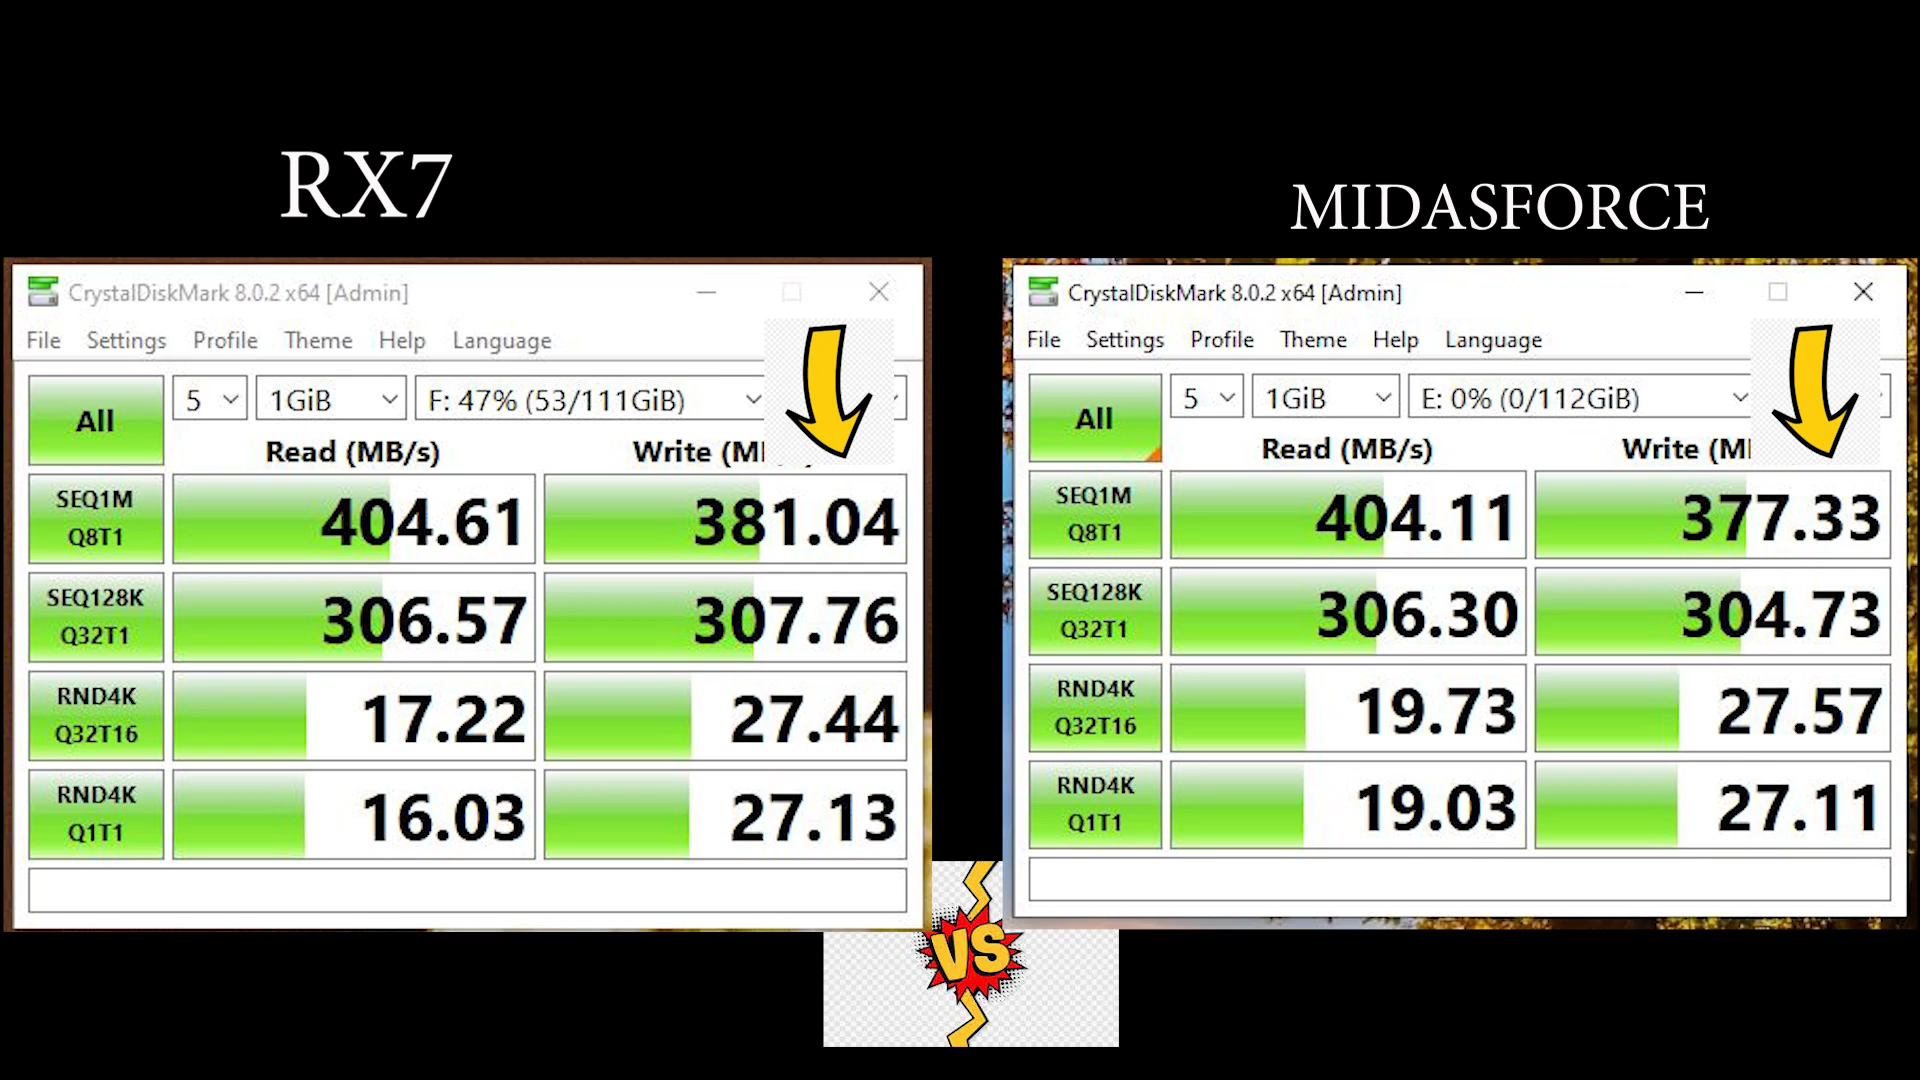 RX7
CrystalDiskMark 8.0.2 x64 [Admin]
File Settings Profile Theme Help Language
All 5 1GiB F: 47% (53/111GiB)
Read (MB/s) Write
SEQ1M
Q8T1
404.61 381.04
SEQ128K
Q32T1
306.57 307.76
RND4K
Q32T16
17.22 27.44
RND4K
Q1T1
16.03 27.13
MIDASFORCE
CrystalDiskMark 8.0.2 x64 [Admin]
File Settings Profile Theme Help Language
All 5 1GiB E: 0% (0/112GiB)
Read (MB/s) Write
SEQ1M
Q8T1
404.11 377.33
SEQ128K
Q32T1
306.30 304.73
RND4K
Q32T16
19.73 27.57
RND4K
Q1T1
19.03 27.11
VS